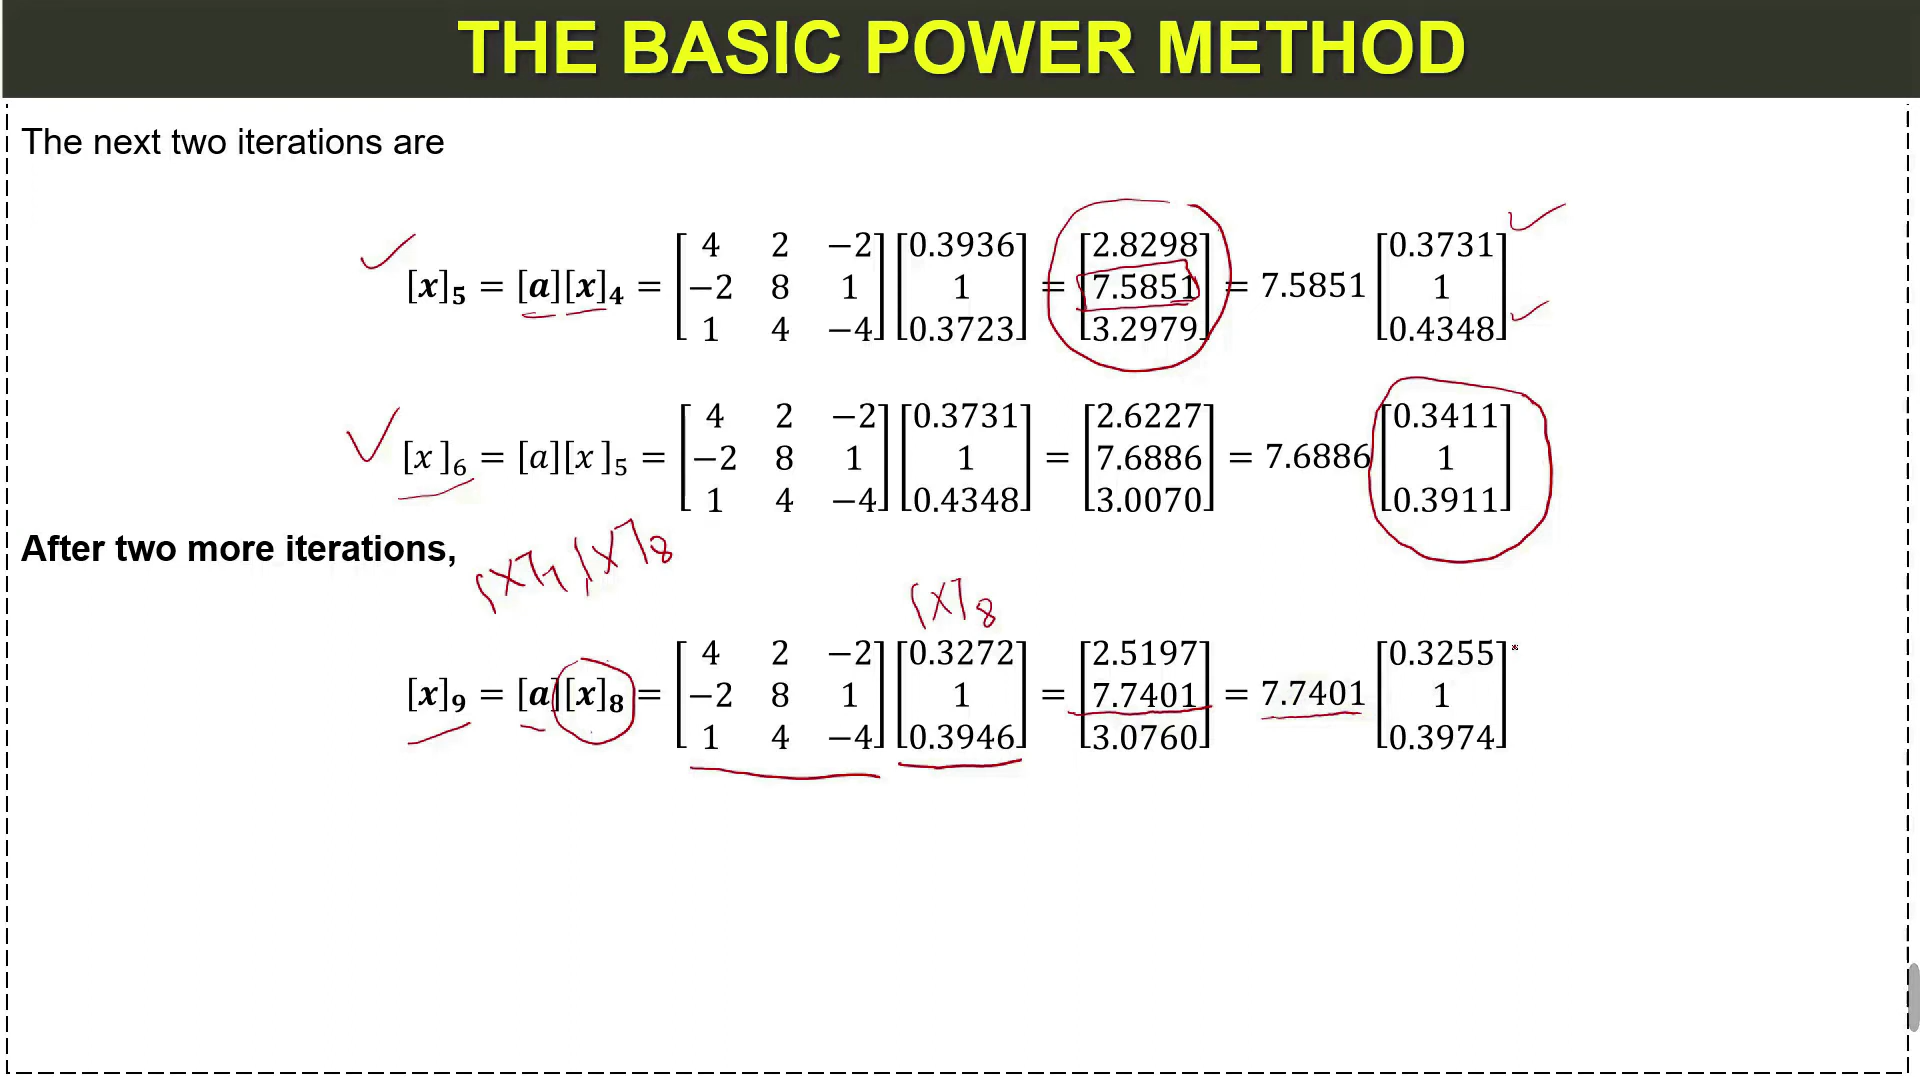 THE BASIC POWER METHOD
The next two iterations are
[x]₅ = [a][x]₄ = [4 2 −2; −2 8 1; 1 4 −4] [0.3936; 1; 0.3723] = [2.8298; 7.5851; 3.2979] = 7.5851 [0.3731; 1; 0.4348]
[x]₆ = [a][x]₅ = [4 2 −2; −2 8 1; 1 4 −4] [0.3731; 1; 0.4348] = [2.6227; 7.6886; 3.0070] = 7.6886 [0.3411; 1; 0.3911]
After two more iterations,
[x]₇, [x]₈
[x]₈
[x]₉ = [a][x]₈ = [4 2 −2; −2 8 1; 1 4 −4] [0.3272; 1; 0.3946] = [2.5197; 7.7401; 3.0760] = 7.7401 [0.3255; 1; 0.3974]